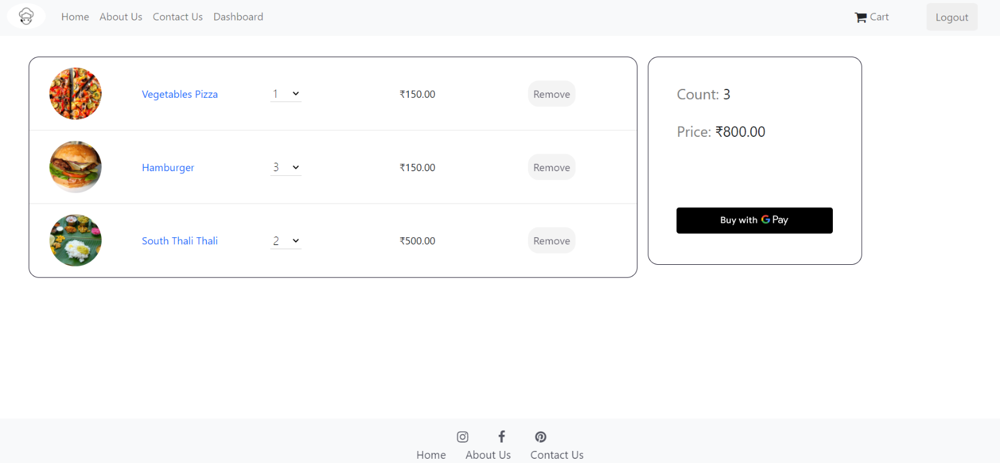 Home About Us Contact Us Dashboard Cart Logout
Vegetables Pizza 1 ₹150.00 Remove
Hamburger 3 ₹150.00 Remove
South Thali Thali 2 ₹500.00 Remove
Count: 3
Price: ₹800.00
Buy with G Pay
Home About Us Contact Us